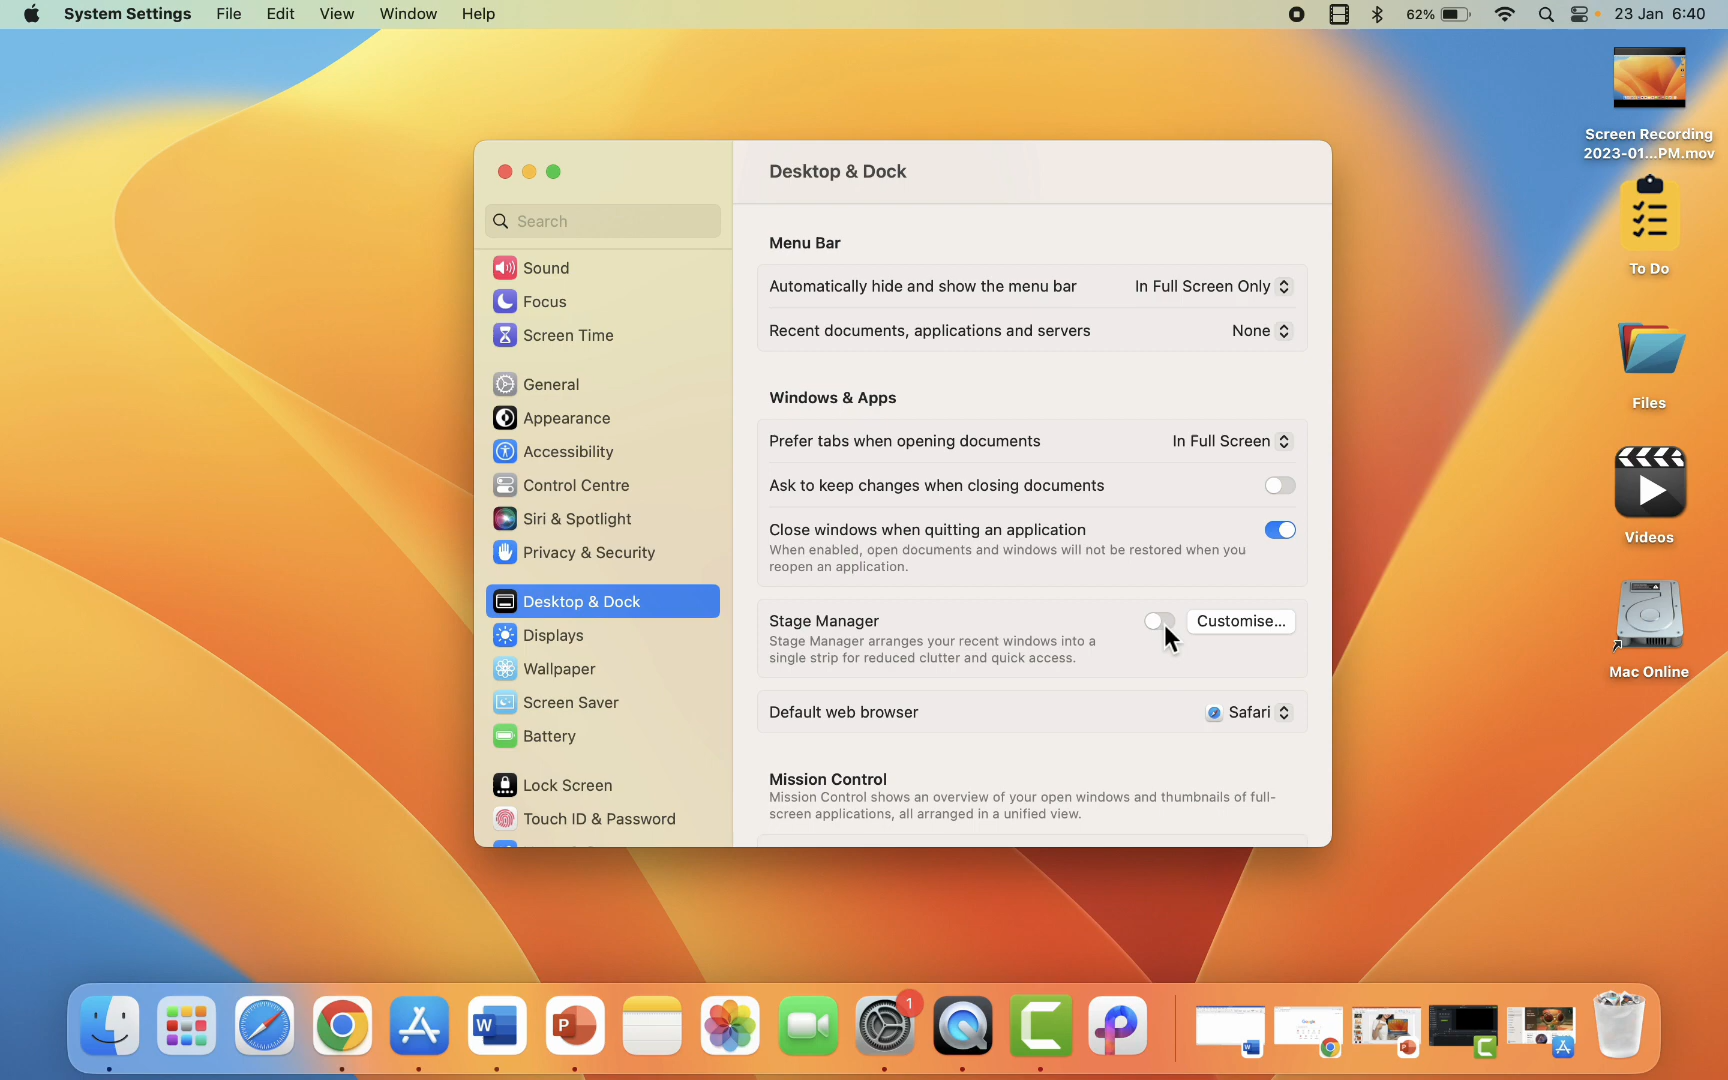 System Settings File Edit View Window Help
62% 23 Jan 6:40
Screen Recording
2023-01...PM.mov
To Do
Files
Videos
Mac Online
Search
Sound
Focus
Screen Time
General
Appearance
Accessibility
Control Centre
Siri & Spotlight
Privacy & Security
Desktop & Dock
Displays
Wallpaper
Screen Saver
Battery
Lock Screen
Touch ID & Password
Desktop & Dock
Menu Bar
Automatically hide and show the menu bar In Full Screen Only
Recent documents, applications and servers None
Windows & Apps
Prefer tabs when opening documents In Full Screen
Ask to keep changes when closing documents
Close windows when quitting an application
When enabled, open documents and windows will not be restored when you
reopen an application.
Stage Manager Customise...
Stage Manager arranges your recent windows into a
single strip for reduced clutter and quick access.
Default web browser Safari
Mission Control
Mission Control shows an overview of your open windows and thumbnails of full-
screen applications, all arranged in a unified view.
W P 1